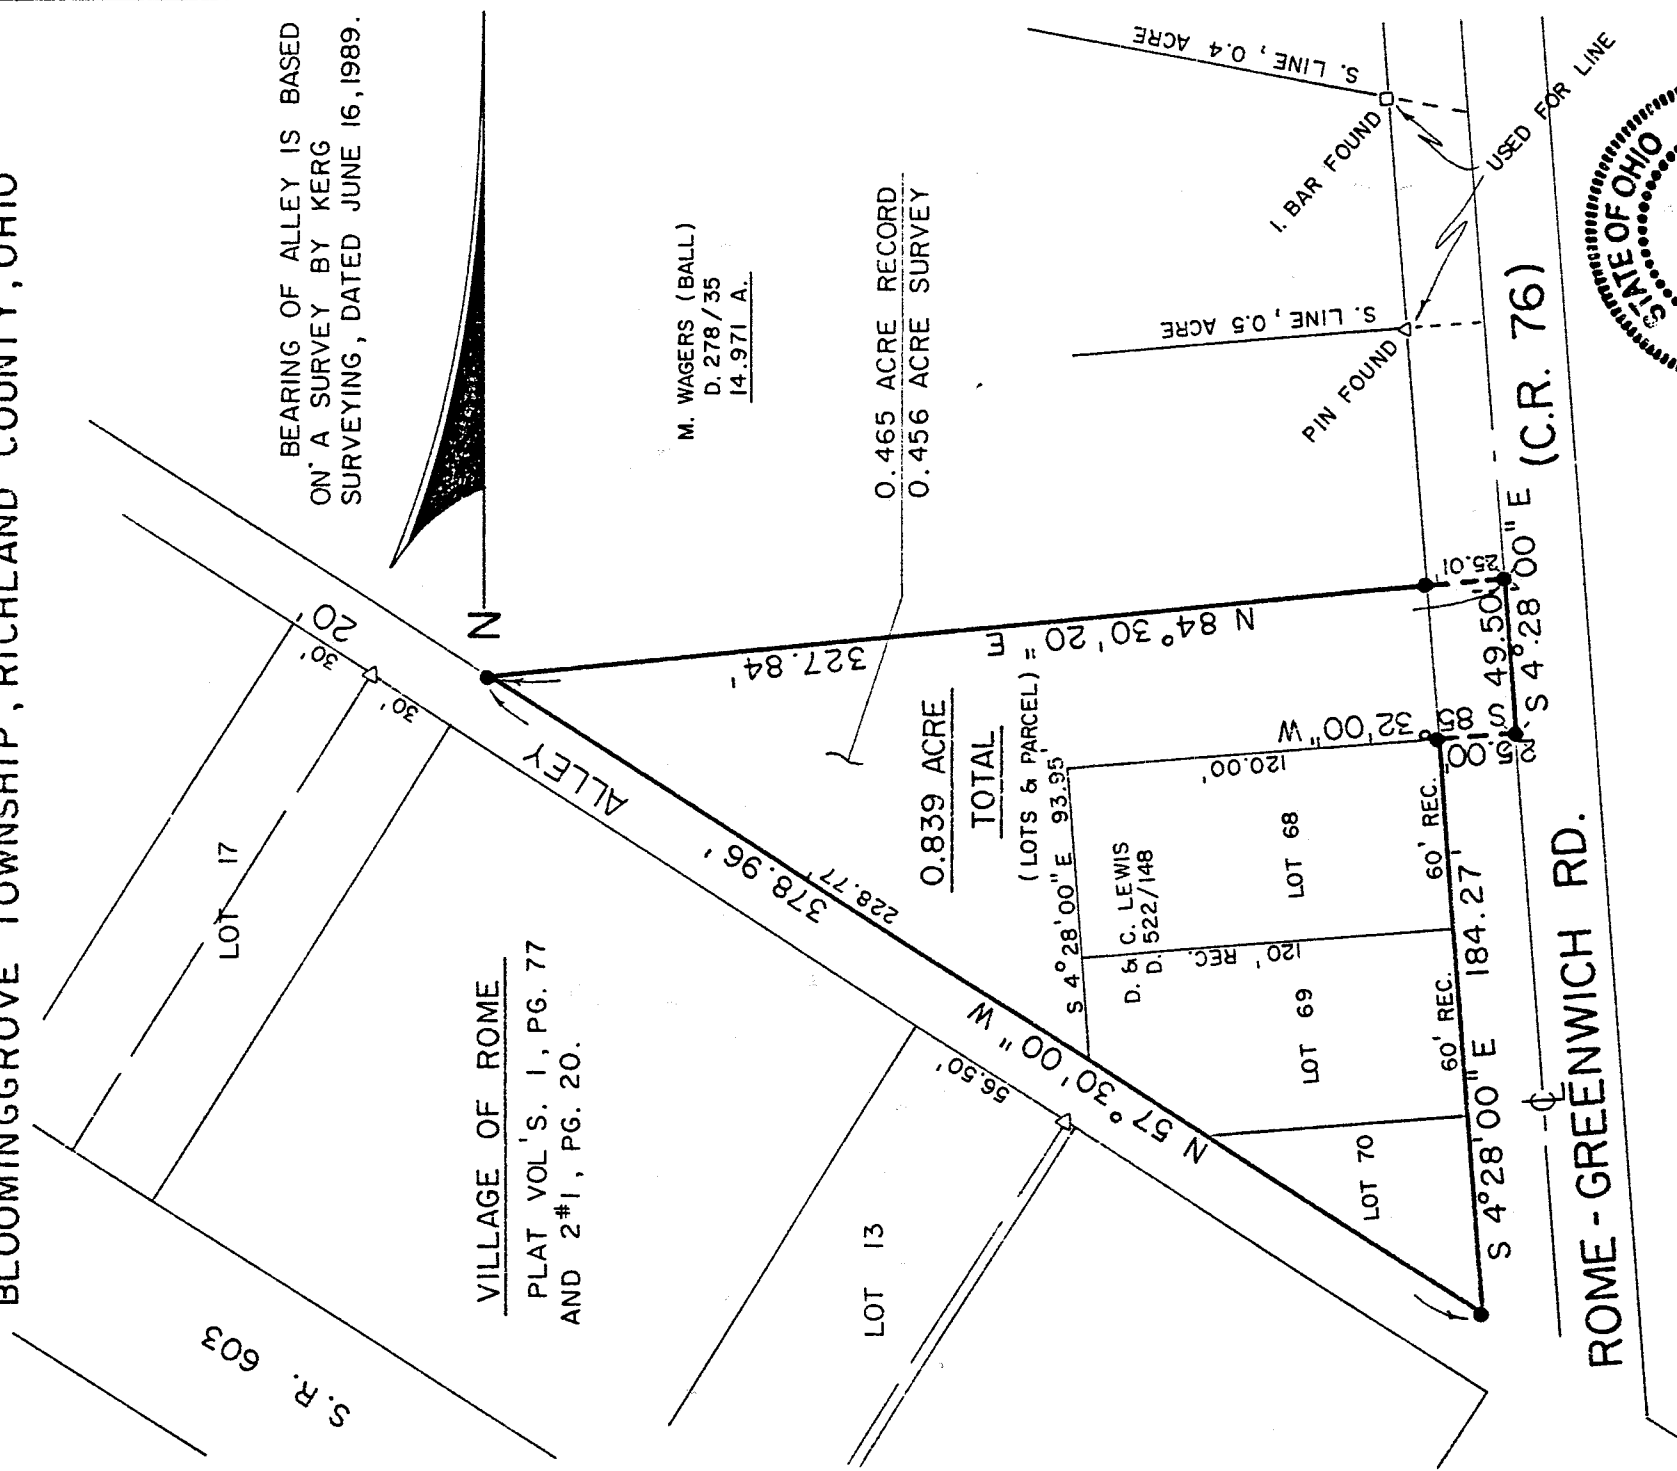 BLOOMINGGROVE TOWNSHIP, RICHLAND COUNTY, OHIO
BEARING OF ALLEY IS BASED
ON A SURVEY BY KERG
SURVEYING, DATED JUNE 16, 1989.
N
S. R. 603
LOT 17
20'
30'
30'
ALLEY
VILLAGE OF ROME
PLAT VOL'S. 1, PG. 77
AND 2#1, PG. 20.
LOT 13
56.50'
M. WAGERS (BALL)
D. 278/35
14.971 A.
0.465 ACRE RECORD
0.456 ACRE SURVEY
N 57° 30' 00" W
378.96'
228.77'
327.84'
N 84° 30' 20" E
25.01'
0.839 ACRE
TOTAL
(LOTS & PARCEL)
S 4° 28' 00" E 93.95'
D. & C. LEWIS
D. 522/148
LOT 68
LOT 69
LOT 70
120.00'
120' REC.
60' REC.
60' REC.
S 85° 32' 00" W
25.00'
49.50'
S 4° 28' 00" E
S 4° 28' 00" E 184.27'
ROME - GREENWICH RD. (C.R. 76)
S. LINE, 0.4 ACRE
S. LINE, 0.5 ACRE
I. BAR FOUND
PIN FOUND
USED FOR LINE
STATE OF OHIO